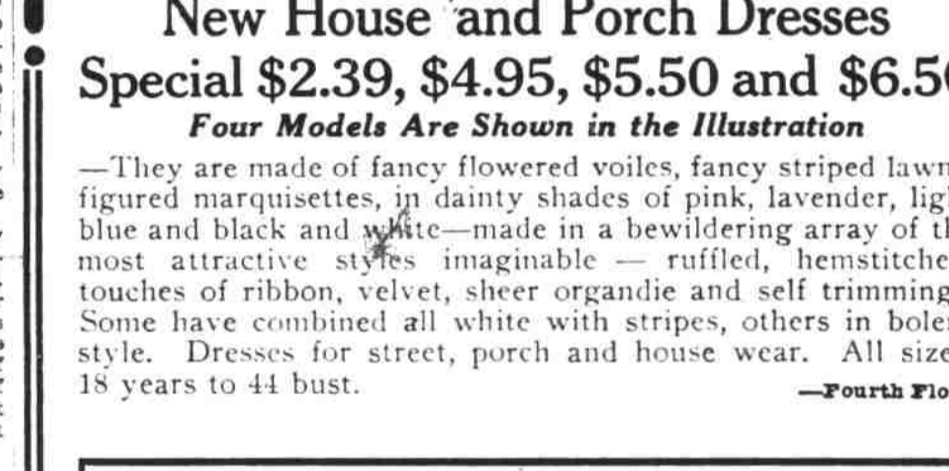 New House and Porch Dresses
Special $2.39, $4.95, $5.50 and $6.50
Four Models Are Shown in the Illustration
—They are made of fancy flowered voiles, fancy striped lawn
figured marquisettes, in dainty shades of pink, lavender, lig
blue and black and white—made in a bewildering array of th
most attractive styles imaginable — ruffled, hemstitche
touches of ribbon, velvet, sheer organdie and self trimming
Some have combined all white with stripes, others in boler
style. Dresses for street, porch and house wear. All size
18 years to 44 bust.
—Fourth Flo